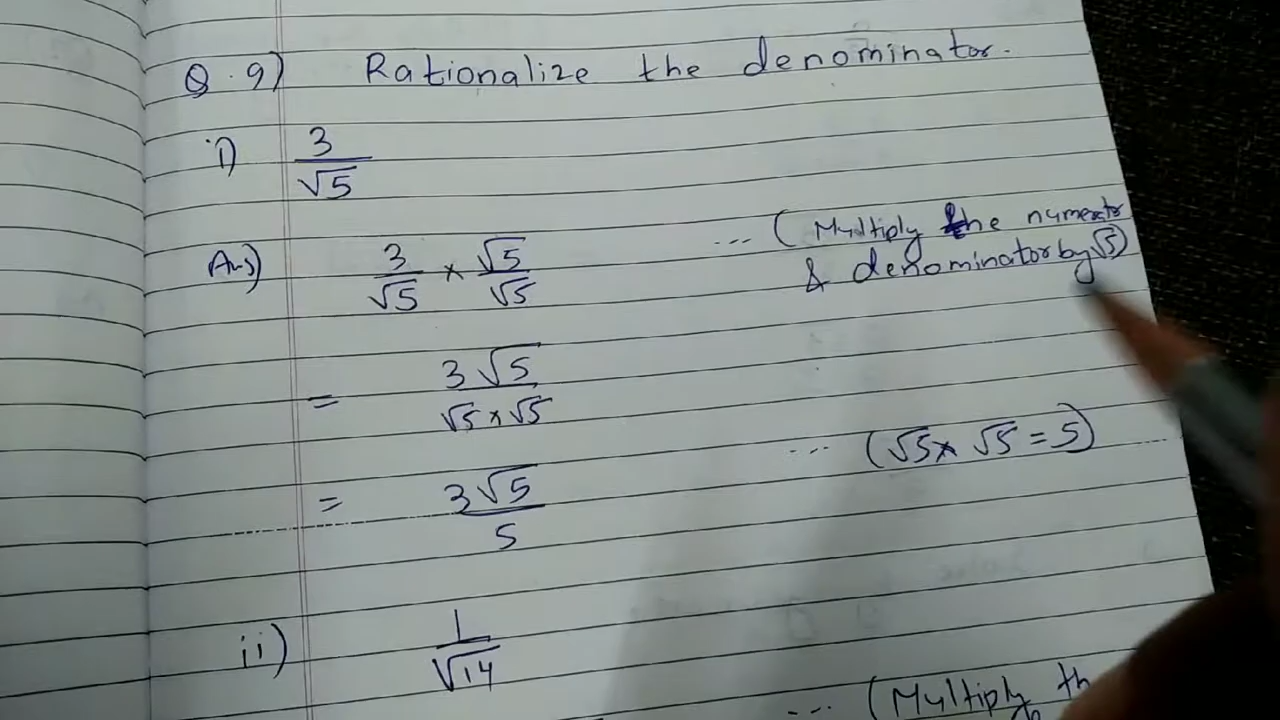 Q.9) Rationalize the denominator.
i) 3/√5
Ans) 3/√5 × √5/√5 ... (Multiply the numerator
& denominator by √5)
= 3√5/√5×√5
= 3√5/5 ... (√5× √5 = 5)
ii) 1/√14
... (Multiply th